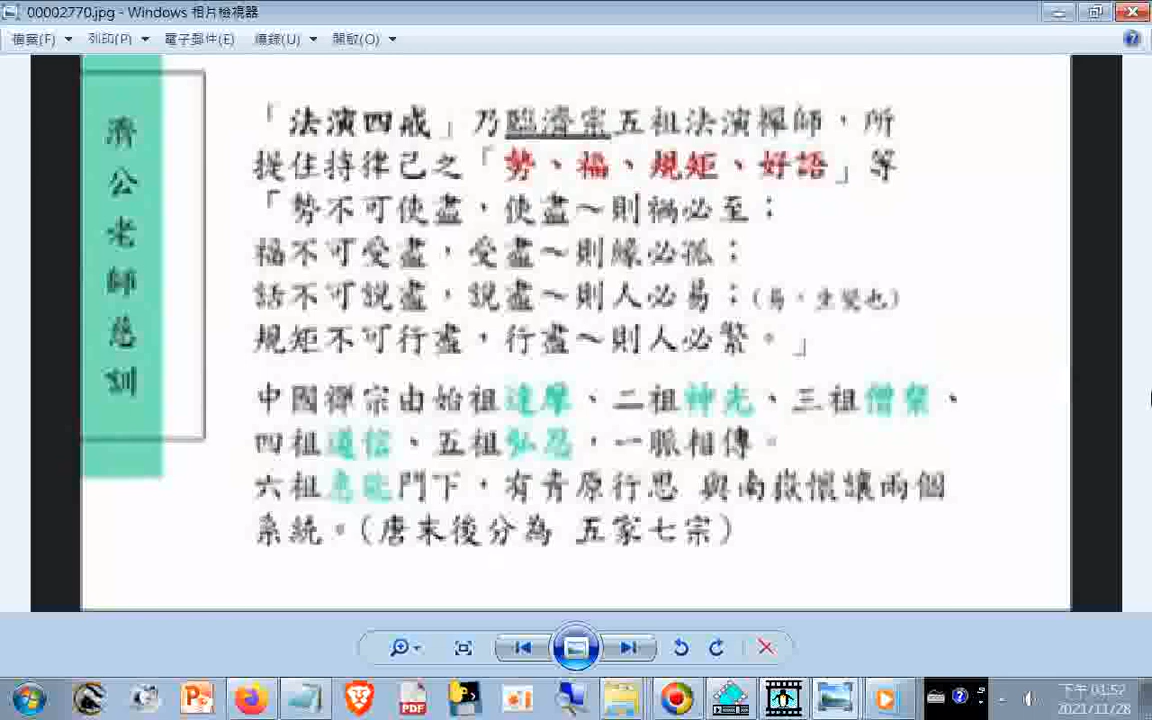 00002770.jpg - Windows 相片檢視器
檔案(F) 列印(P) 電子郵件(E) 燒錄(U) 開啟(O)
濟公老師慈訓
「法演四戒」乃臨濟宗五祖法演禪師，所
提住持律己之「勢、福、規矩、好語」等
「勢不可使盡，使盡～則禍必至；
福不可受盡，受盡～則緣必孤；
話不可說盡，說盡～則人必易；(易，生變也)
規矩不可行盡，行盡～則人必繁。」
中國禪宗由始祖達摩、二祖神光、三祖僧璨、
四祖道信、五祖弘忍，一脈相傳。
六祖惠能門下，有青原行思 與南嶽懷讓兩個
系統。(唐末後分為 五家七宗)
下午 01:52
2021/11/28